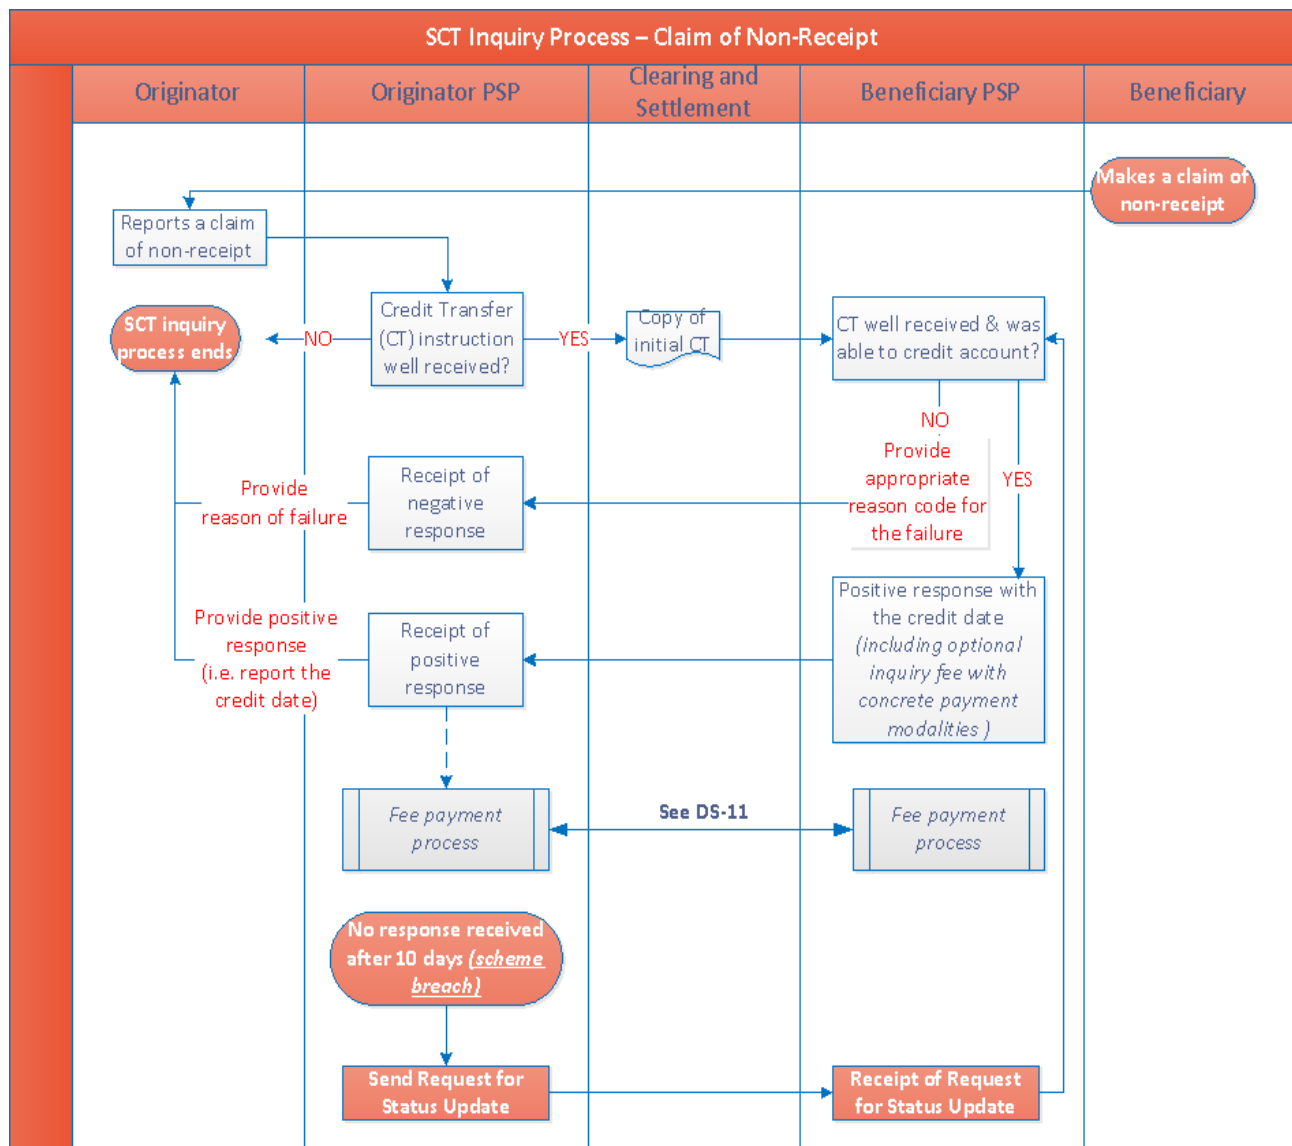 SCT Inquiry Process – Claim of Non-Receipt
Originator
Originator PSP
Clearing and
Settlement
Beneficiary PSP
Beneficiary
Makes a claim of
non-receipt
Reports a claim
of non-receipt
Credit Transfer
(CT) instruction
well received?
NO
SCT inquiry
process ends
YES
Copy of
initial CT
CT well received & was
able to credit account?
NO
Provide
appropriate
reason code for
the failure
YES
Receipt of
negative
response
Provide
reason of failure
Positive response with
the credit date
(including optional
inquiry fee with
concrete payment
modalities )
Receipt of
positive
response
Provide positive
response
(i.e. report the
credit date)
Fee payment
process
See DS-11
Fee payment
process
No response received
after 10 days (scheme
breach)
Send Request for
Status Update
Receipt of Request
for Status Update